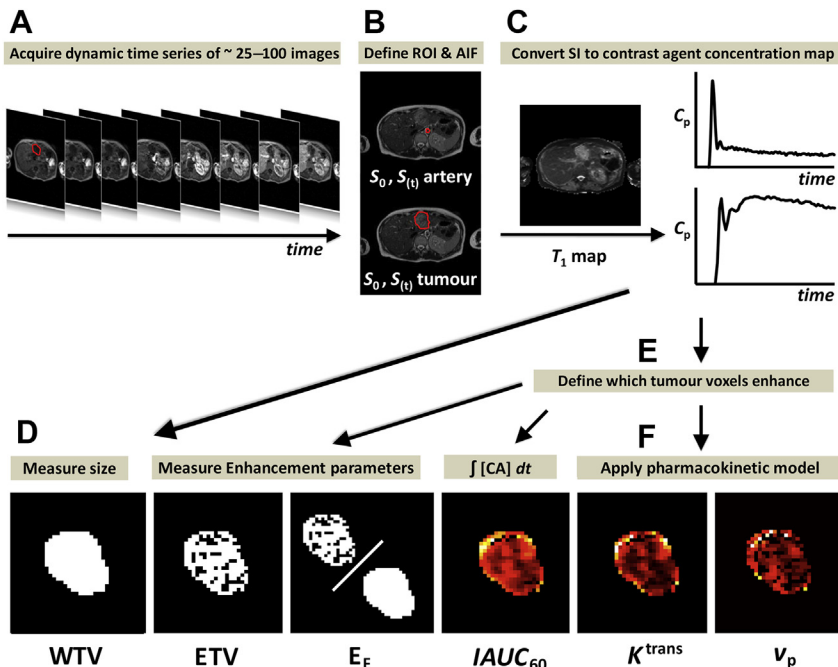 A
Acquire dynamic time series of ~ 25–100 images
time
B
Define ROI & AIF
S0 , S(t) artery
S0 , S(t) tumour
C
Convert SI to contrast agent concentration map
T1 map
Cp
time
Cp
time
E
Define which tumour voxels enhance
D
Measure size
Measure Enhancement parameters
∫ [CA] dt
F
Apply pharmacokinetic model
WTV
ETV
EF
IAUC60
Ktrans
vp